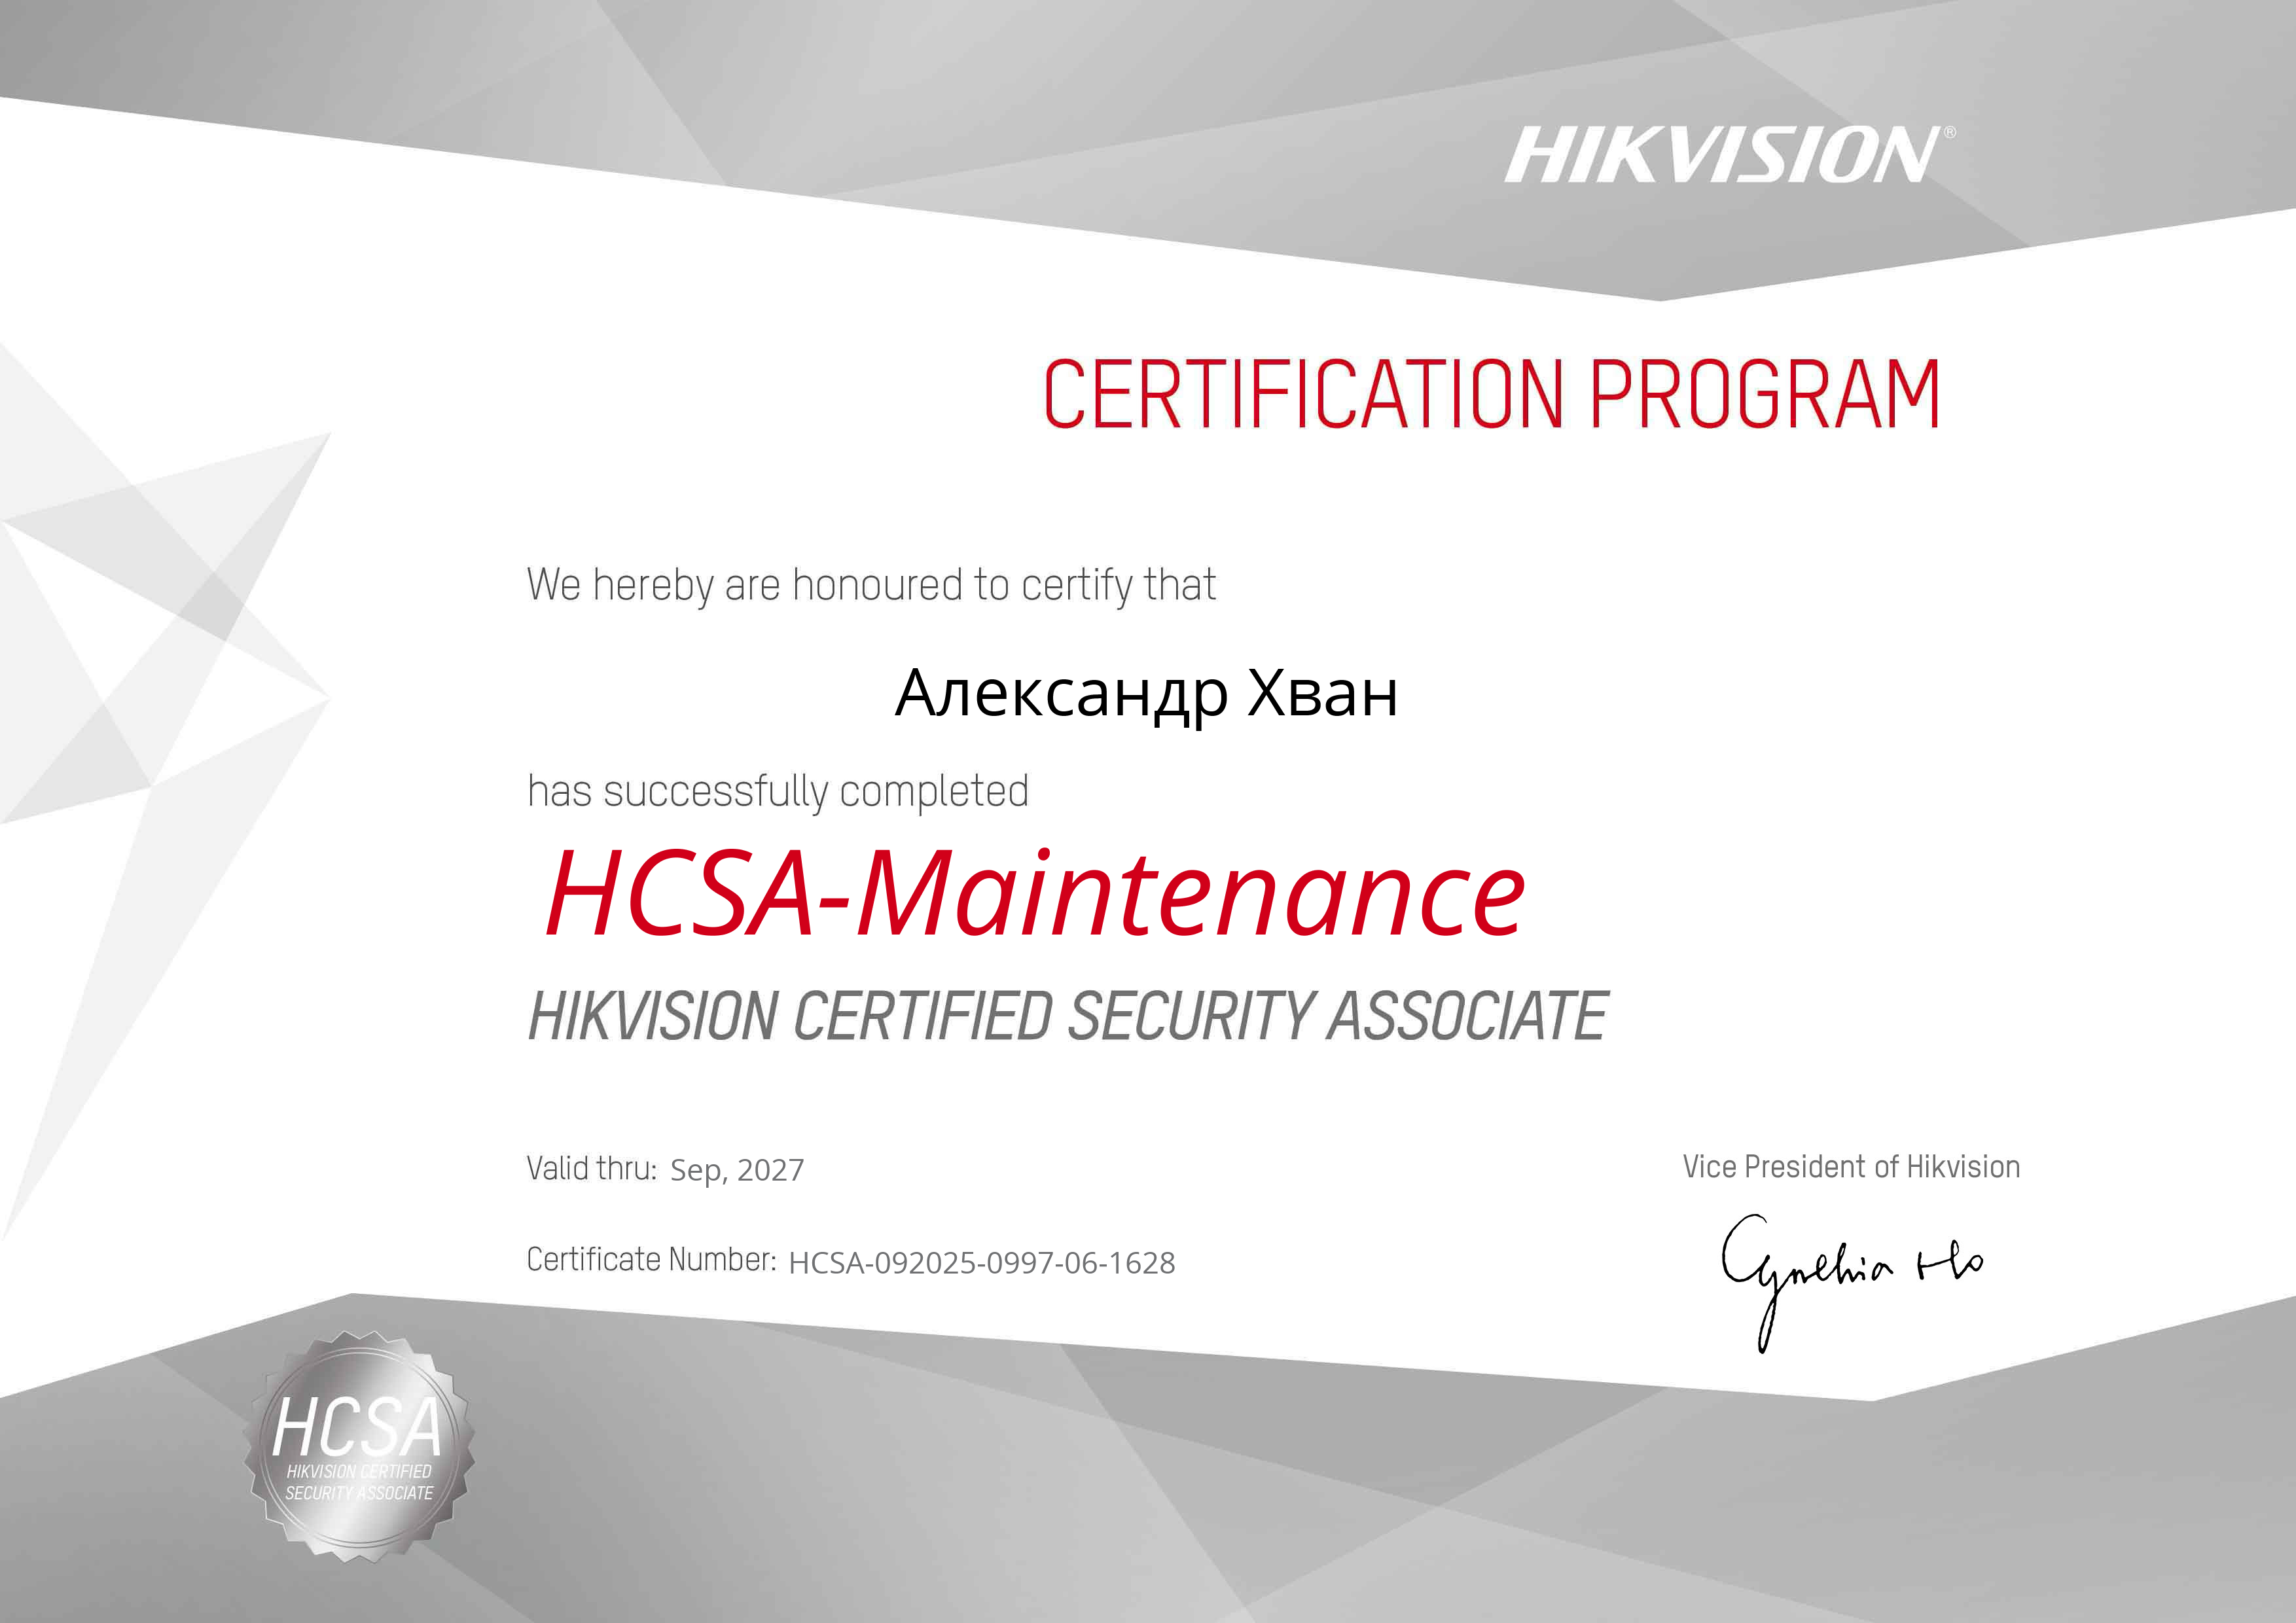 HIKVISION®
CERTIFICATION PROGRAM
We hereby are honoured to certify that
Александр Хван
has successfully completed
HCSA-Maintenance
HIKVISION CERTIFIED SECURITY ASSOCIATE
Valid thru: Sep, 2027
Vice President of Hikvision
Cynthia Ho
Certificate Number: HCSA-092025-0997-06-1628
HCSA
HIKVISION CERTIFIED
SECURITY ASSOCIATE